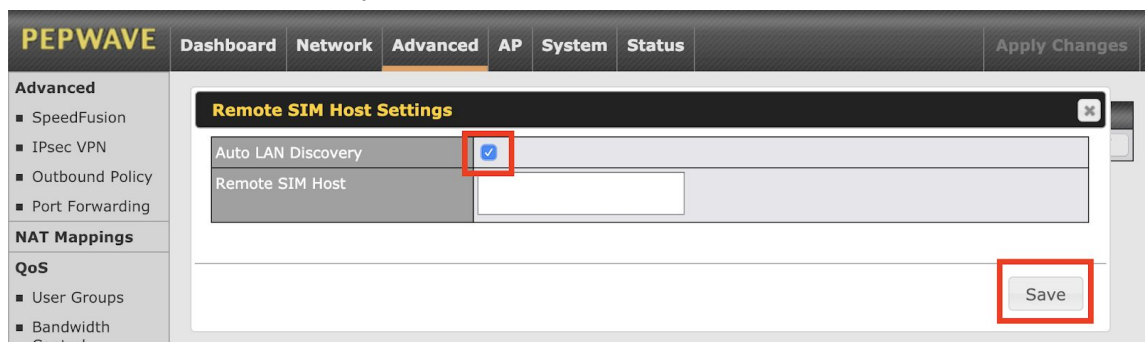 PEPWAVE
Dashboard Network Advanced AP System Status Apply Changes
Advanced
SpeedFusion
IPsec VPN
Outbound Policy
Port Forwarding
NAT Mappings
QoS
User Groups
Bandwidth
Remote SIM Host Settings
Auto LAN Discovery
Remote SIM Host
Save